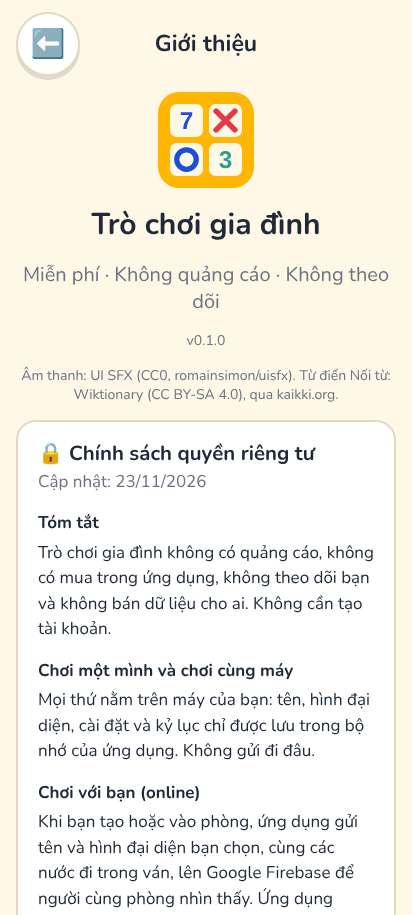 Giới thiệu
7
3
Trò chơi gia đình
Miễn phí · Không quảng cáo · Không theo
dõi
v0.1.0
Âm thanh: UI SFX (CC0, romainsimon/uisfx). Từ điển Nối từ:
Wiktionary (CC BY-SA 4.0), qua kaikki.org.
🔒 Chính sách quyền riêng tư
Cập nhật: 23/11/2026
Tóm tắt
Trò chơi gia đình không có quảng cáo, không
có mua trong ứng dụng, không theo dõi bạn
và không bán dữ liệu cho ai. Không cần tạo
tài khoản.
Chơi một mình và chơi cùng máy
Mọi thứ nằm trên máy của bạn: tên, hình đại
diện, cài đặt và kỷ lục chỉ được lưu trong bộ
nhớ của ứng dụng. Không gửi đi đâu.
Chơi với bạn (online)
Khi bạn tạo hoặc vào phòng, ứng dụng gửi
tên và hình đại diện bạn chọn, cùng các
nước đi trong ván, lên Google Firebase để
người cùng phòng nhìn thấy. Ứng dụng